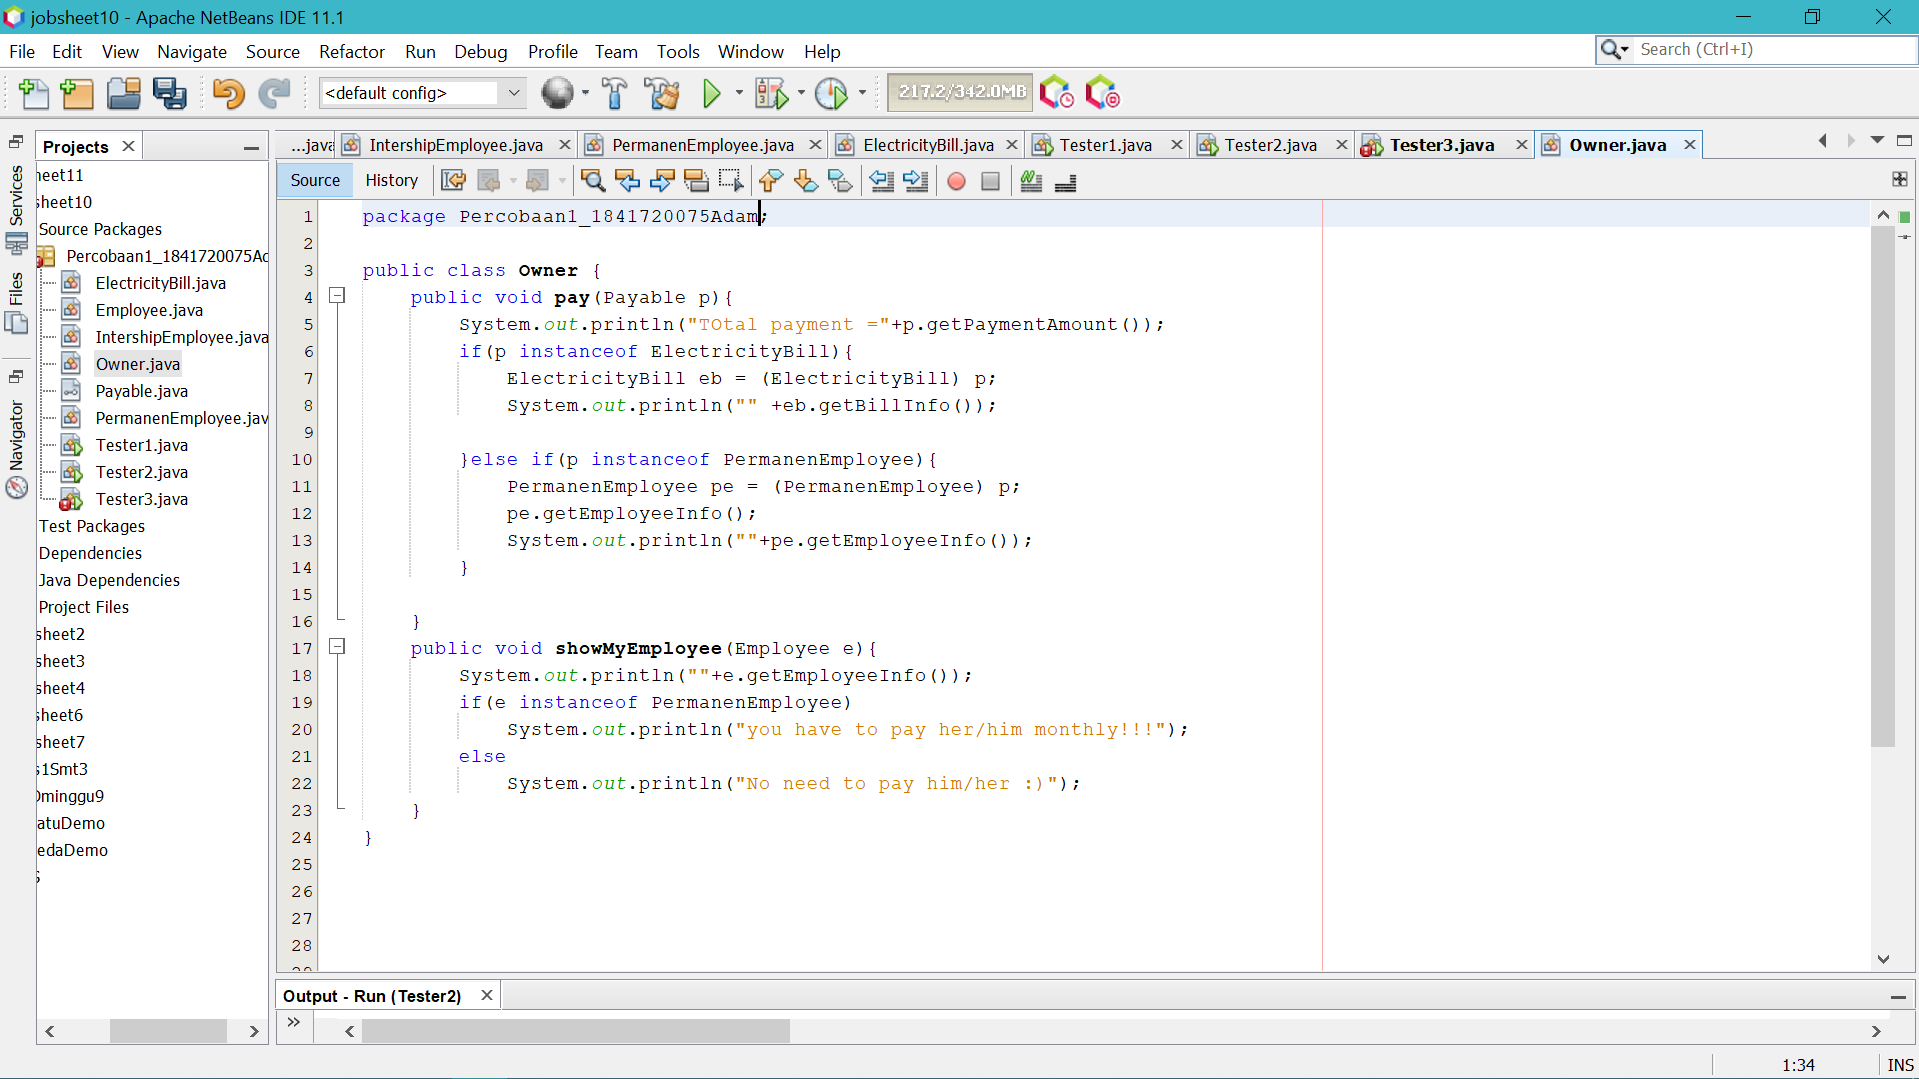 jobsheet10 - Apache NetBeans IDE 11.1
File Edit View Navigate Source Refactor Run Debug Profile Team Tools Window Help
Search (Ctrl+I)
<default config>
217.2/342.0MB
Projects
...java IntershipEmployee.java PermanenEmployee.java ElectricityBill.java Tester1.java Tester2.java Tester3.java Owner.java
Source History
Services
Files
Navigator
heet11
sheet10
Source Packages
Percobaan1_1841720075Ad
ElectricityBill.java
Employee.java
IntershipEmployee.java
Owner.java
Payable.java
PermanenEmployee.jav
Tester1.java
Tester2.java
Tester3.java
Test Packages
Dependencies
Java Dependencies
Project Files
sheet2
sheet3
sheet4
sheet6
sheet7
s1Smt3
Ominggu9
atuDemo
edaDemo
1 package Percobaan1_1841720075Adam;
2
3 public class Owner {
4 public void pay(Payable p){
5 System.out.println("TOtal payment ="+p.getPaymentAmount());
6 if(p instanceof ElectricityBill){
7 ElectricityBill eb = (ElectricityBill) p;
8 System.out.println("" +eb.getBillInfo());
9
10 }else if(p instanceof PermanenEmployee){
11 PermanenEmployee pe = (PermanenEmployee) p;
12 pe.getEmployeeInfo();
13 System.out.println(""+pe.getEmployeeInfo());
14 }
15
16 }
17 public void showMyEmployee(Employee e){
18 System.out.println(""+e.getEmployeeInfo());
19 if(e instanceof PermanenEmployee)
20 System.out.println("you have to pay her/him monthly!!!");
21 else
22 System.out.println("No need to pay him/her :)");
23 }
24 }
25
26
27
28
Output - Run (Tester2)
1:34 INS